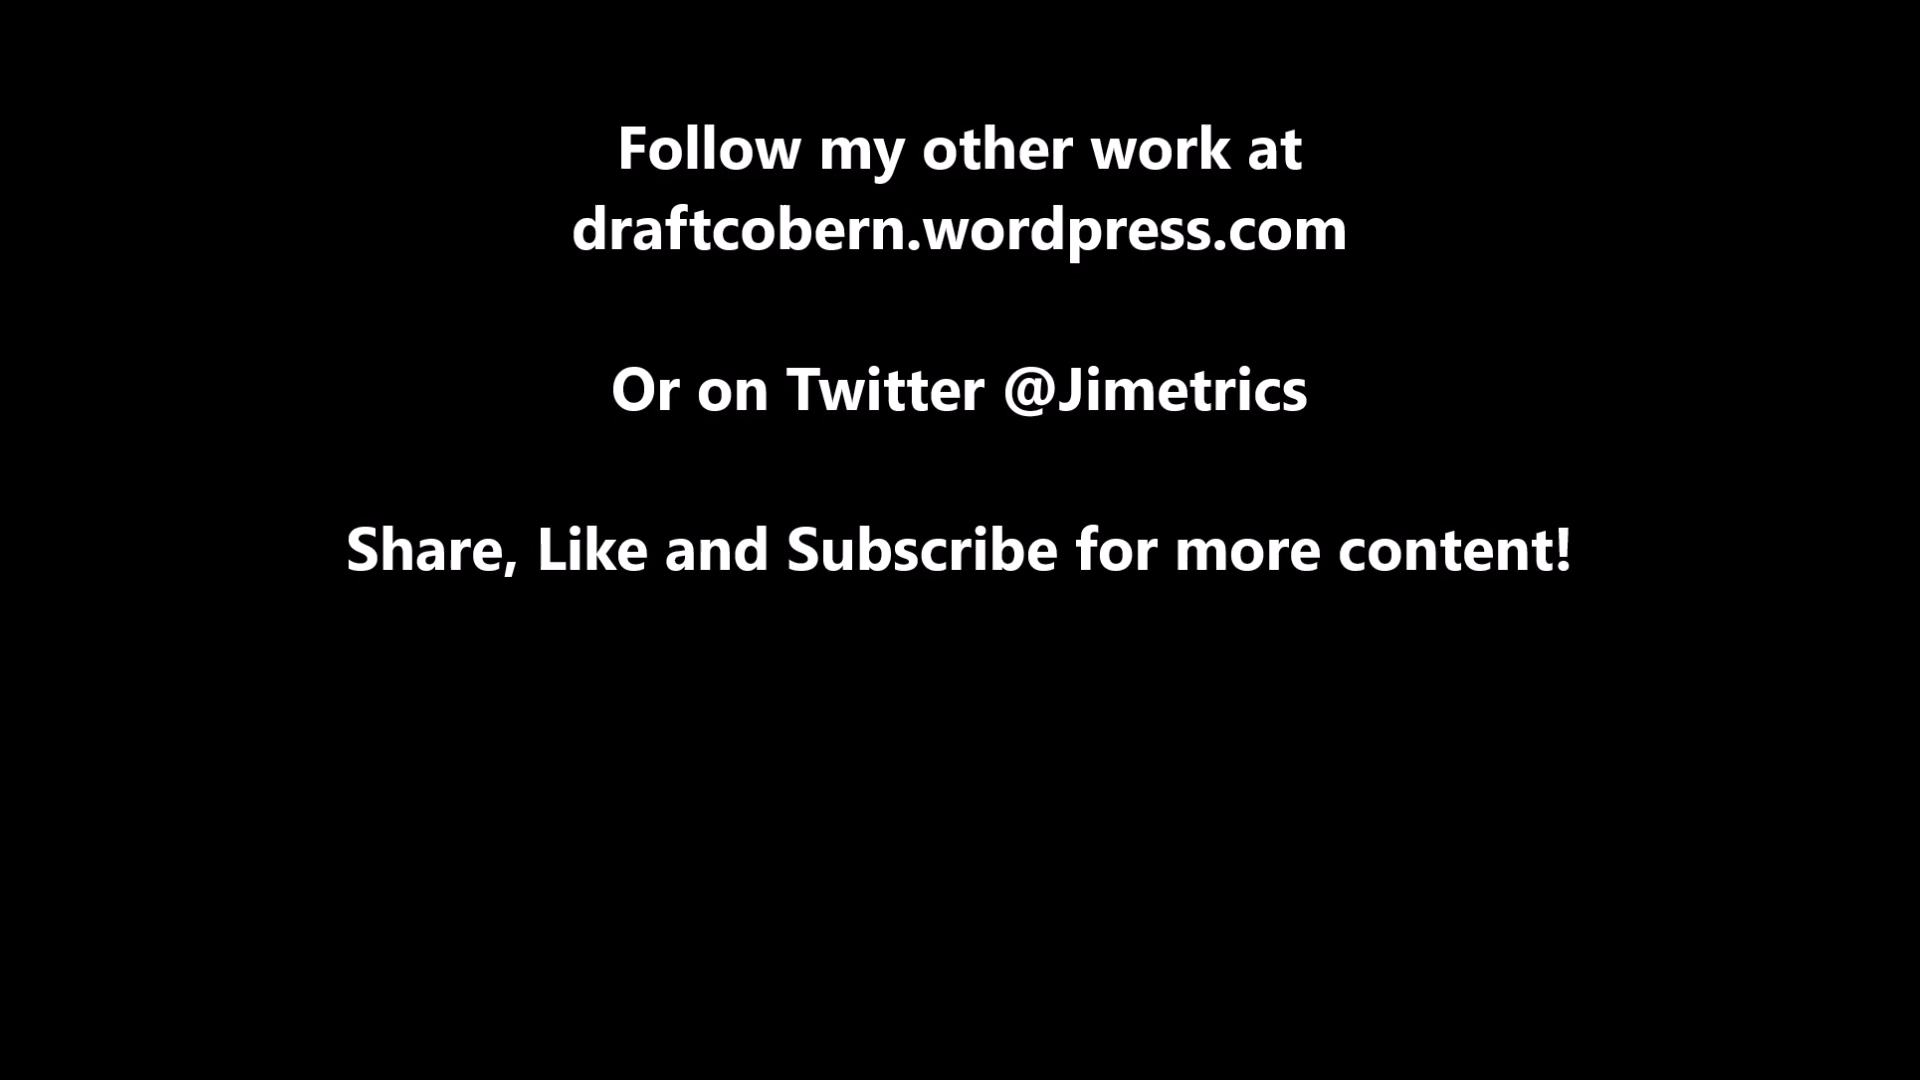 Follow my other work at
draftcobern.wordpress.com
Or on Twitter @Jimetrics
Share, Like and Subscribe for more content!